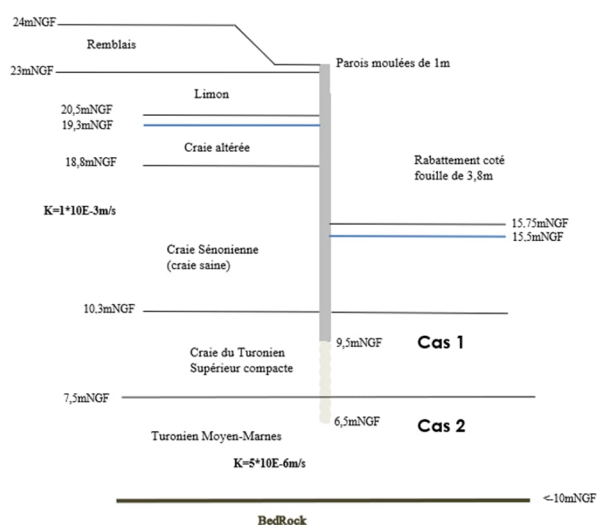 24mNGF
Remblais
Parois moulées de 1m
23mNGF
Limon
20,5mNGF
19,3mNGF
Craie altérée
18,8mNGF
Rabattement coté
fouille de 3,8m
K=1*10E-3m/s
15.75mNGF
15,5mNGF
Craie Sénonienne
(craie saine)
10,3mNGF
9,5mNGF
Cas 1
Craie du Turonien
Supérieur compacte
7,5mNGF
6,5mNGF
Cas 2
Turonien Moyen-Marnes
K=5*10E-6m/s
<-10mNGF
BedRock